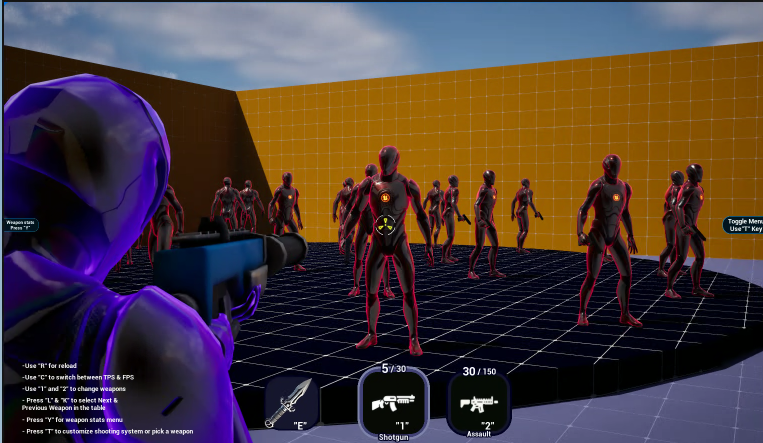 Weapon stats
Press "Y"
Toggle Menu
Use"T" Key
-Use "R" for reload
-Use "C" to switch between TPS & FPS
-Use "1" and "2" to change weapons
- Press "L" & "K" to select Next &
Previous Weapon in the table
- Press "Y" for weapon stats menu
- Press "T" to customize shooting system or pick a weapon
"E"
5 / 30
"1"
Shotgun
30 / 150
"2"
Assault